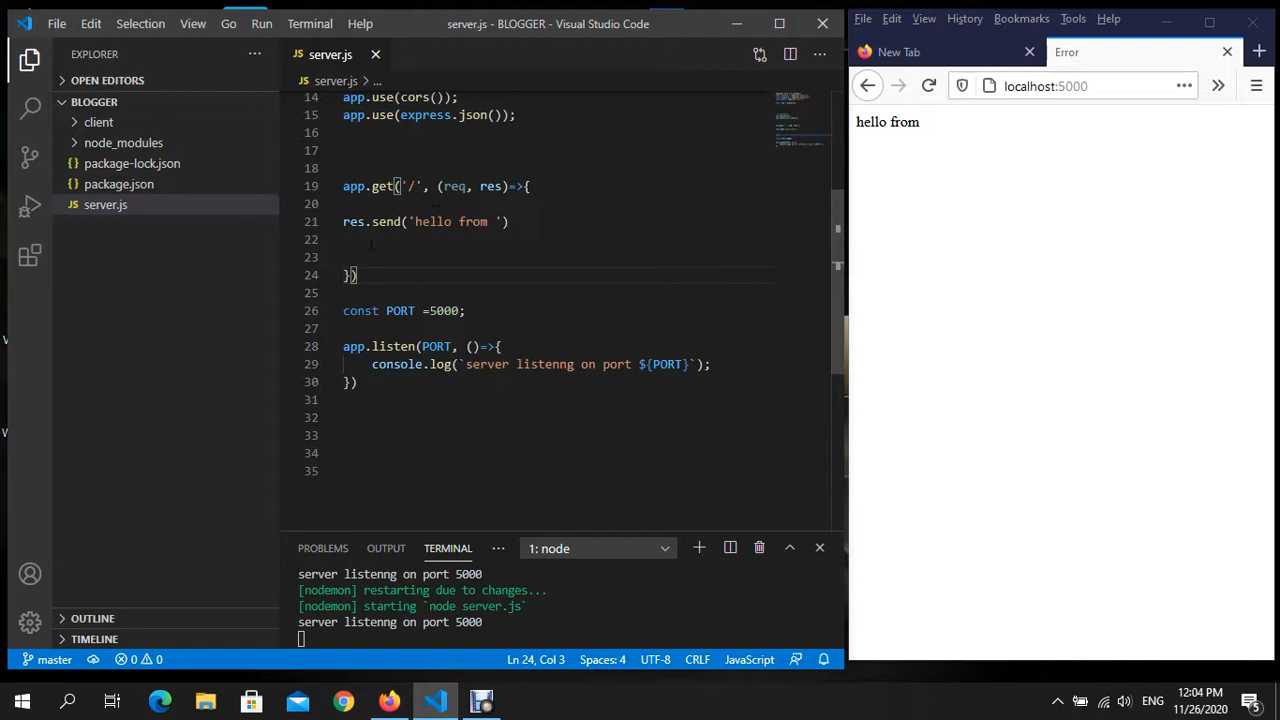 File Edit Selection View Go Run Terminal Help
server.js - BLOGGER - Visual Studio Code
EXPLORER
OPEN EDITORS
BLOGGER
client
node_modules
package-lock.json
package.json
JS server.js
OUTLINE
TIMELINE
JS server.js
JS server.js > ...
14 app.use(cors());
15 app.use(express.json());
16
17
18
19 app.get('/', (req, res)=>{
20
21 res.send('hello from ')
22
23
24 })
25
26 const PORT =5000;
27
28 app.listen(PORT, ()=>{
29 console.log(`server listenng on port ${PORT}`);
30 })
31
32
33
34
35
PROBLEMS OUTPUT TERMINAL ... 1: node
server listenng on port 5000
[nodemon] restarting due to changes...
[nodemon] starting `node server.js`
server listenng on port 5000
master 0 0 Ln 24, Col 3 Spaces: 4 UTF-8 CRLF JavaScript
File Edit View History Bookmarks Tools Help
New Tab
Error
localhost:5000
hello from
ENG
12:04 PM
11/26/2020
5